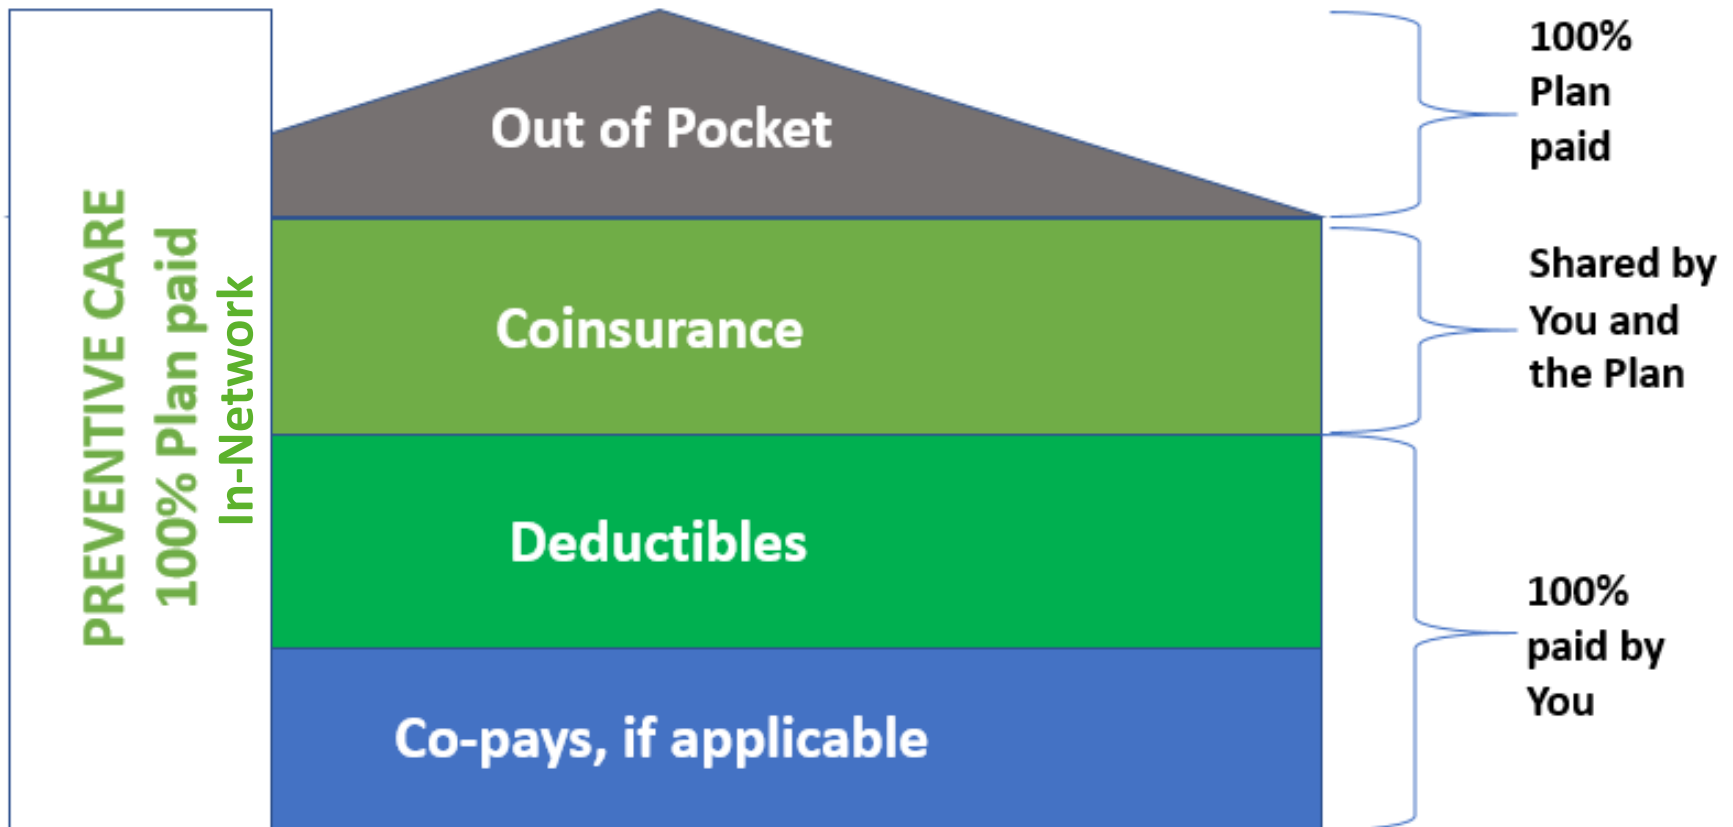 PREVENTIVE CARE
100% Plan paid
In-Network
Out of Pocket
Coinsurance
Deductibles
Co-pays, if applicable
100%
Plan
paid
Shared by
You and
the Plan
100%
paid by
You